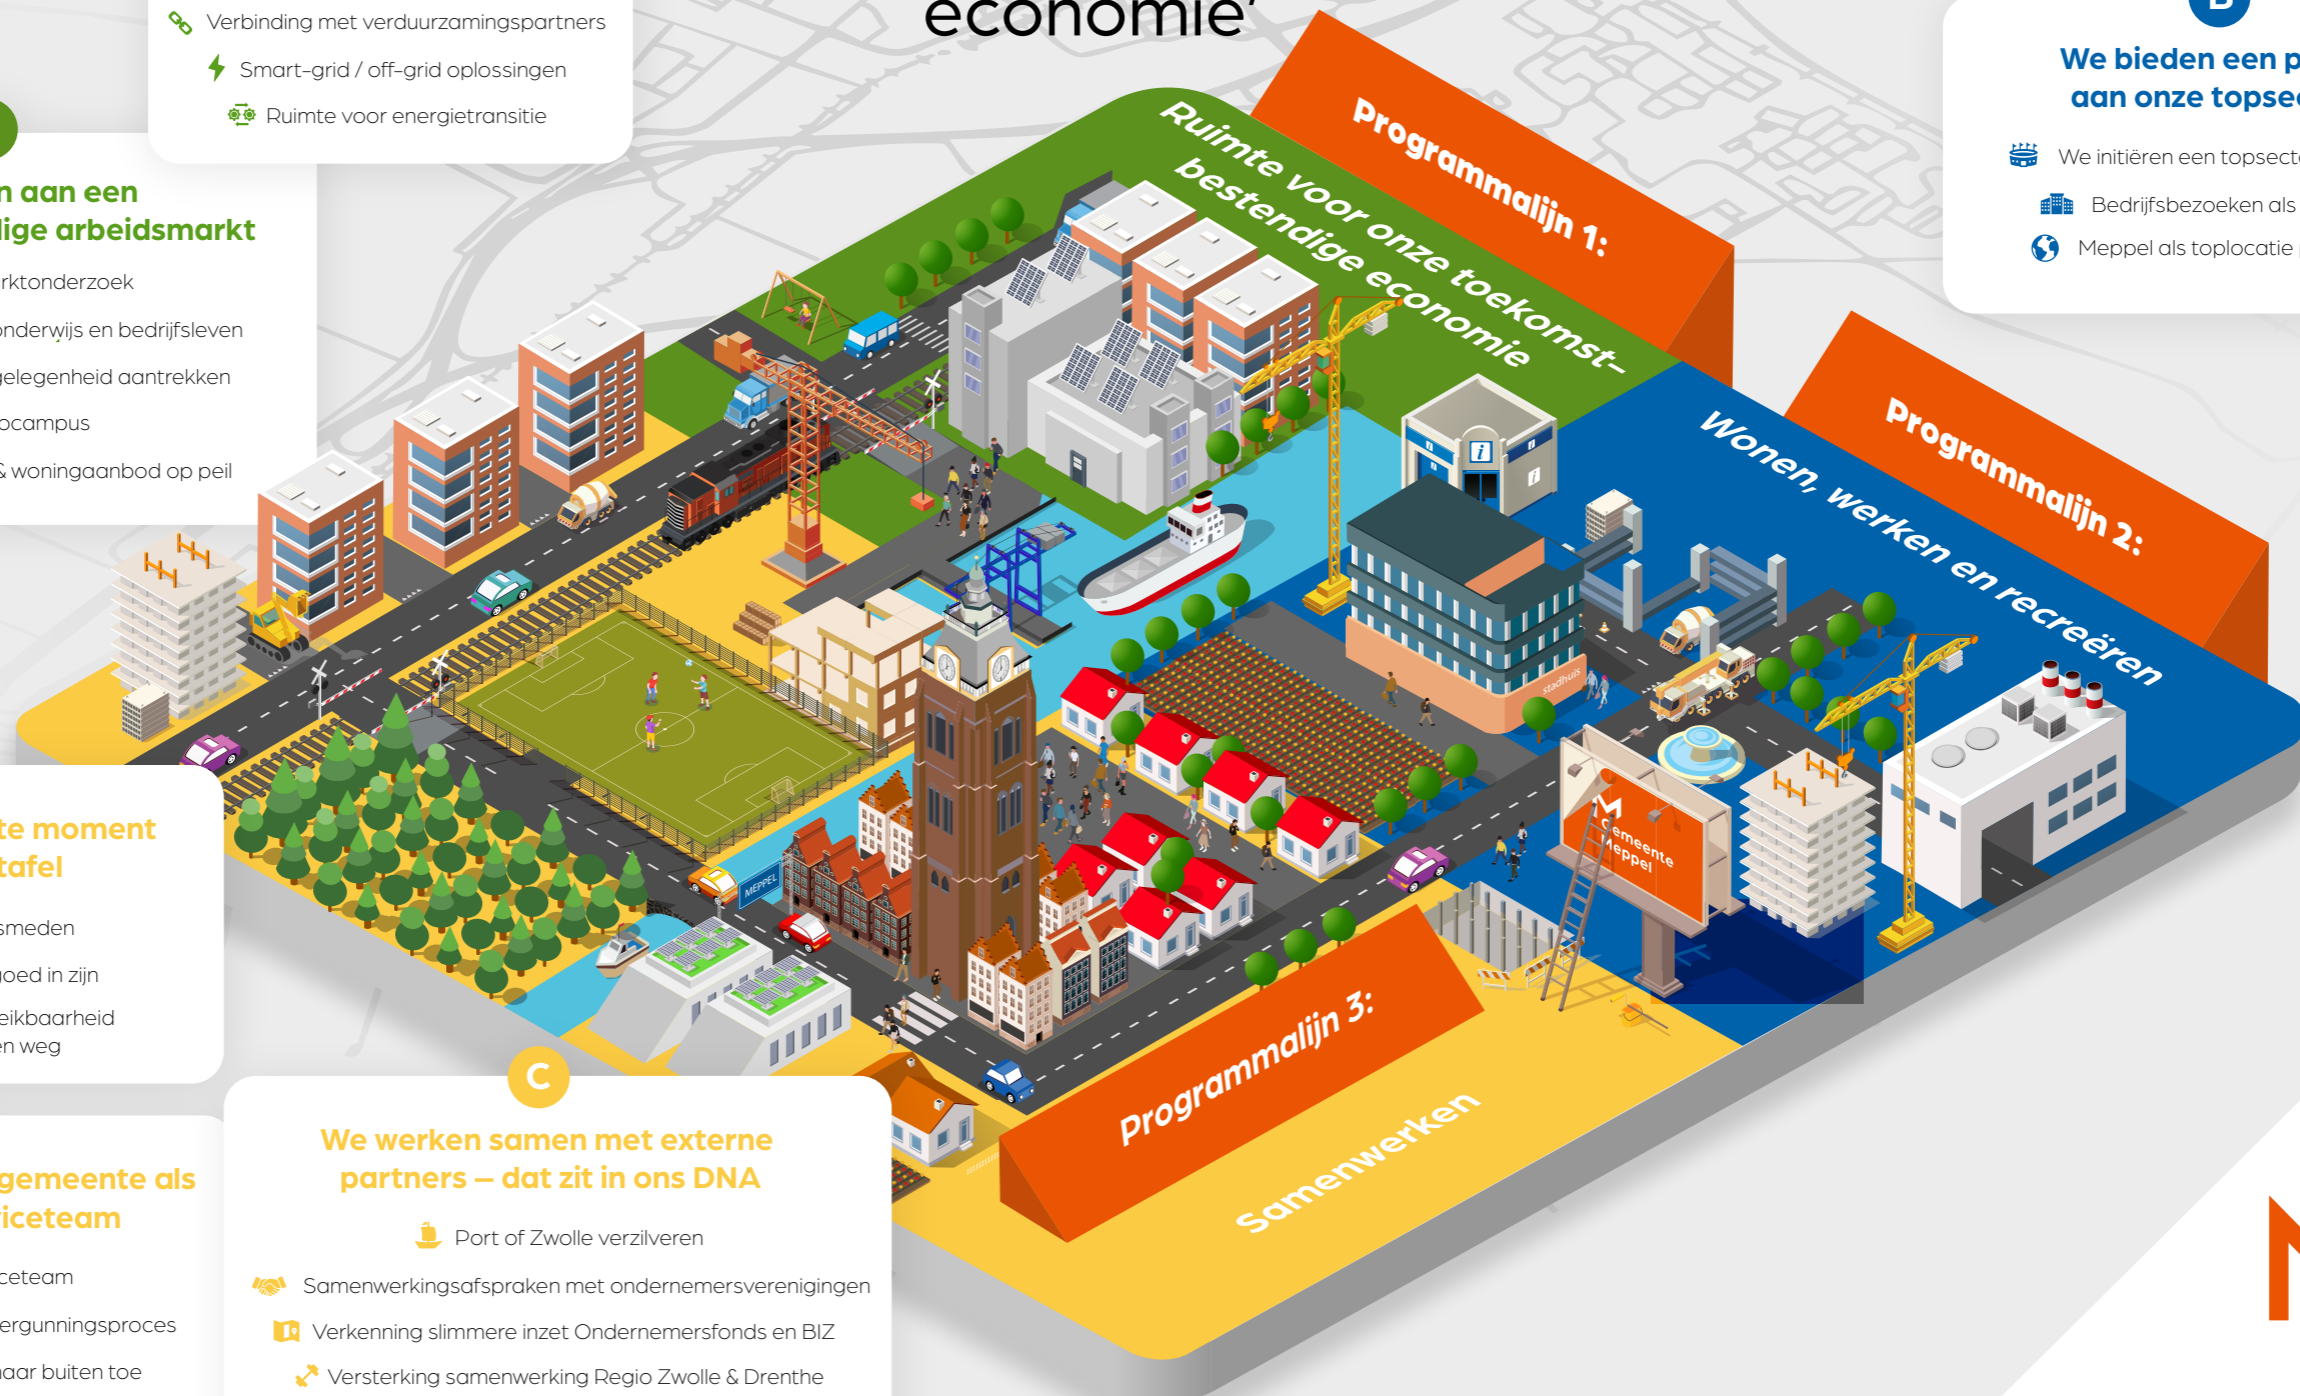 economie’
Verbinding met verduurzamingspartners
Smart-grid / off-grid oplossingen
Ruimte voor energietransitie
n aan een
lige arbeidsmarkt
rktonderzoek
onderwijs en bedrijfsleven
gelegenheid aantrekken
ocampus
& woningaanbod op peil
B
We bieden een p
aan onze topse
We initiëren een topsect
Bedrijfsbezoeken als
Meppel als toplocatie
Programmalijn 1:
Ruimte voor onze toekomst-
bestendige economie
Programmalijn 2:
Wonen, werken en recreëren
stadhuis
Gemeente
Meppel
MEPPEL
te moment
tafel
smeden
goed in zijn
eikbaarheid
en weg
gemeente als
iceteam
ceteam
ergunningsproces
naar buiten toe
C
We werken samen met externe
partners – dat zit in ons DNA
Port of Zwolle verzilveren
Samenwerkingsafspraken met ondernemersverenigingen
Verkenning slimmere inzet Ondernemersfonds en BIZ
Versterking samenwerking Regio Zwolle & Drenthe
Programmalijn 3:
Samenwerken